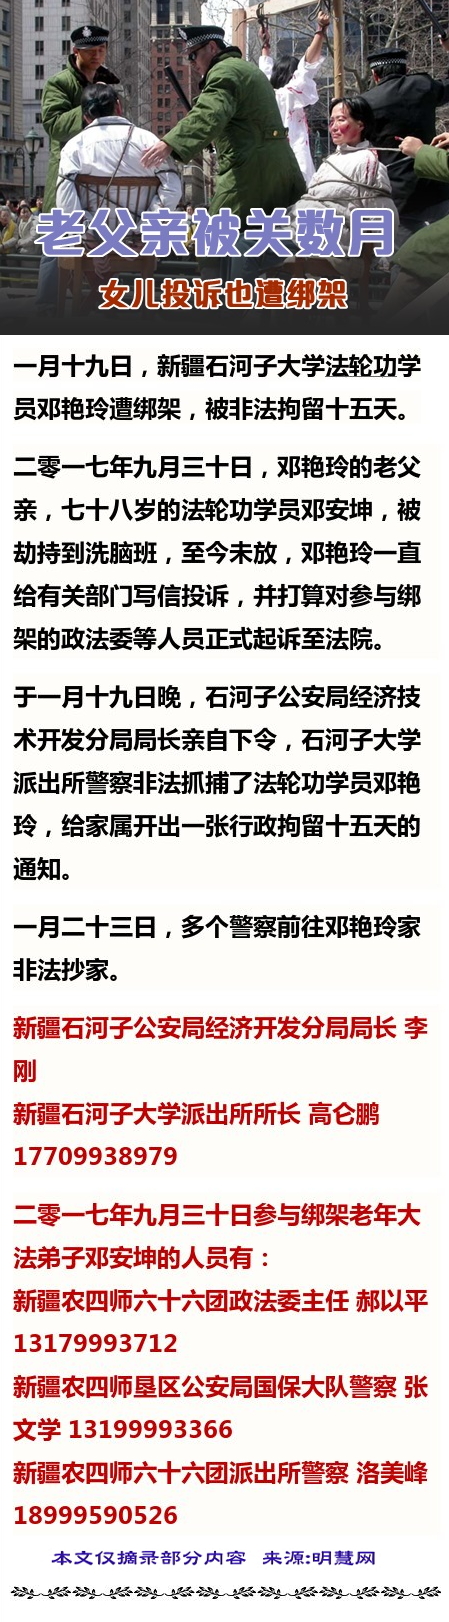 老父亲被关数月
女儿投诉也遭绑架
一月十九日，新疆石河子大学法轮功学
员邓艳玲遭绑架，被非法拘留十五天。
二零一七年九月三十日，邓艳玲的老父
亲，七十八岁的法轮功学员邓安坤，被
劫持到洗脑班，至今未放，邓艳玲一直
给有关部门写信投诉，并打算对参与绑
架的政法委等人员正式起诉至法院。
于一月十九日晚，石河子公安局经济技
术开发分局局长亲自下令，石河子大学
派出所警察非法抓捕了法轮功学员邓艳
玲，给家属开出一张行政拘留十五天的
通知。
一月二十三日，多个警察前往邓艳玲家
非法抄家。
新疆石河子公安局经济开发分局局长 李
刚
新疆石河子大学派出所所长 高仑鹏
17709938979
二零一七年九月三十日参与绑架老年大
法弟子邓安坤的人员有：
新疆农四师六十六团政法委主任 郝以平
13179993712
新疆农四师垦区公安局国保大队警察 张
文学 13199993366
新疆农四师六十六团派出所警察 洛美峰
18999590526
本文仅摘录部分内容 来源:明慧网